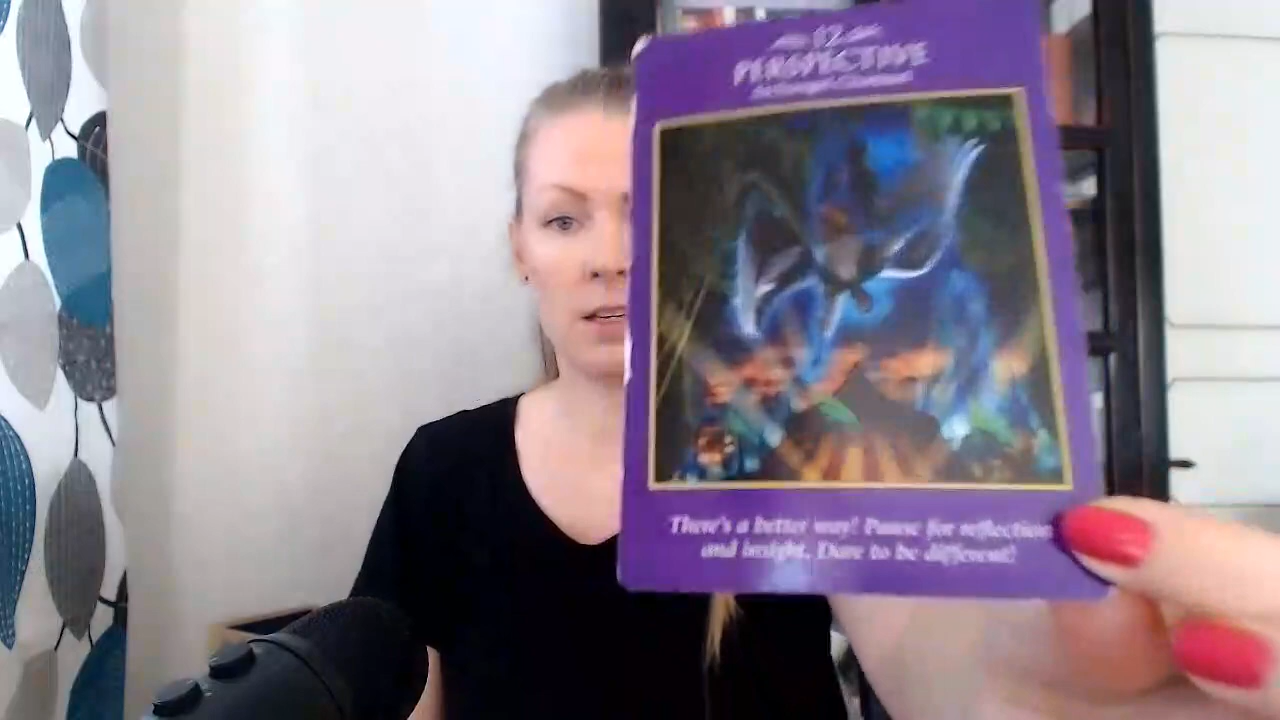 12
PERSPECTIVE
There's a better way! Pause for reflection
and insight. Dare to be different!